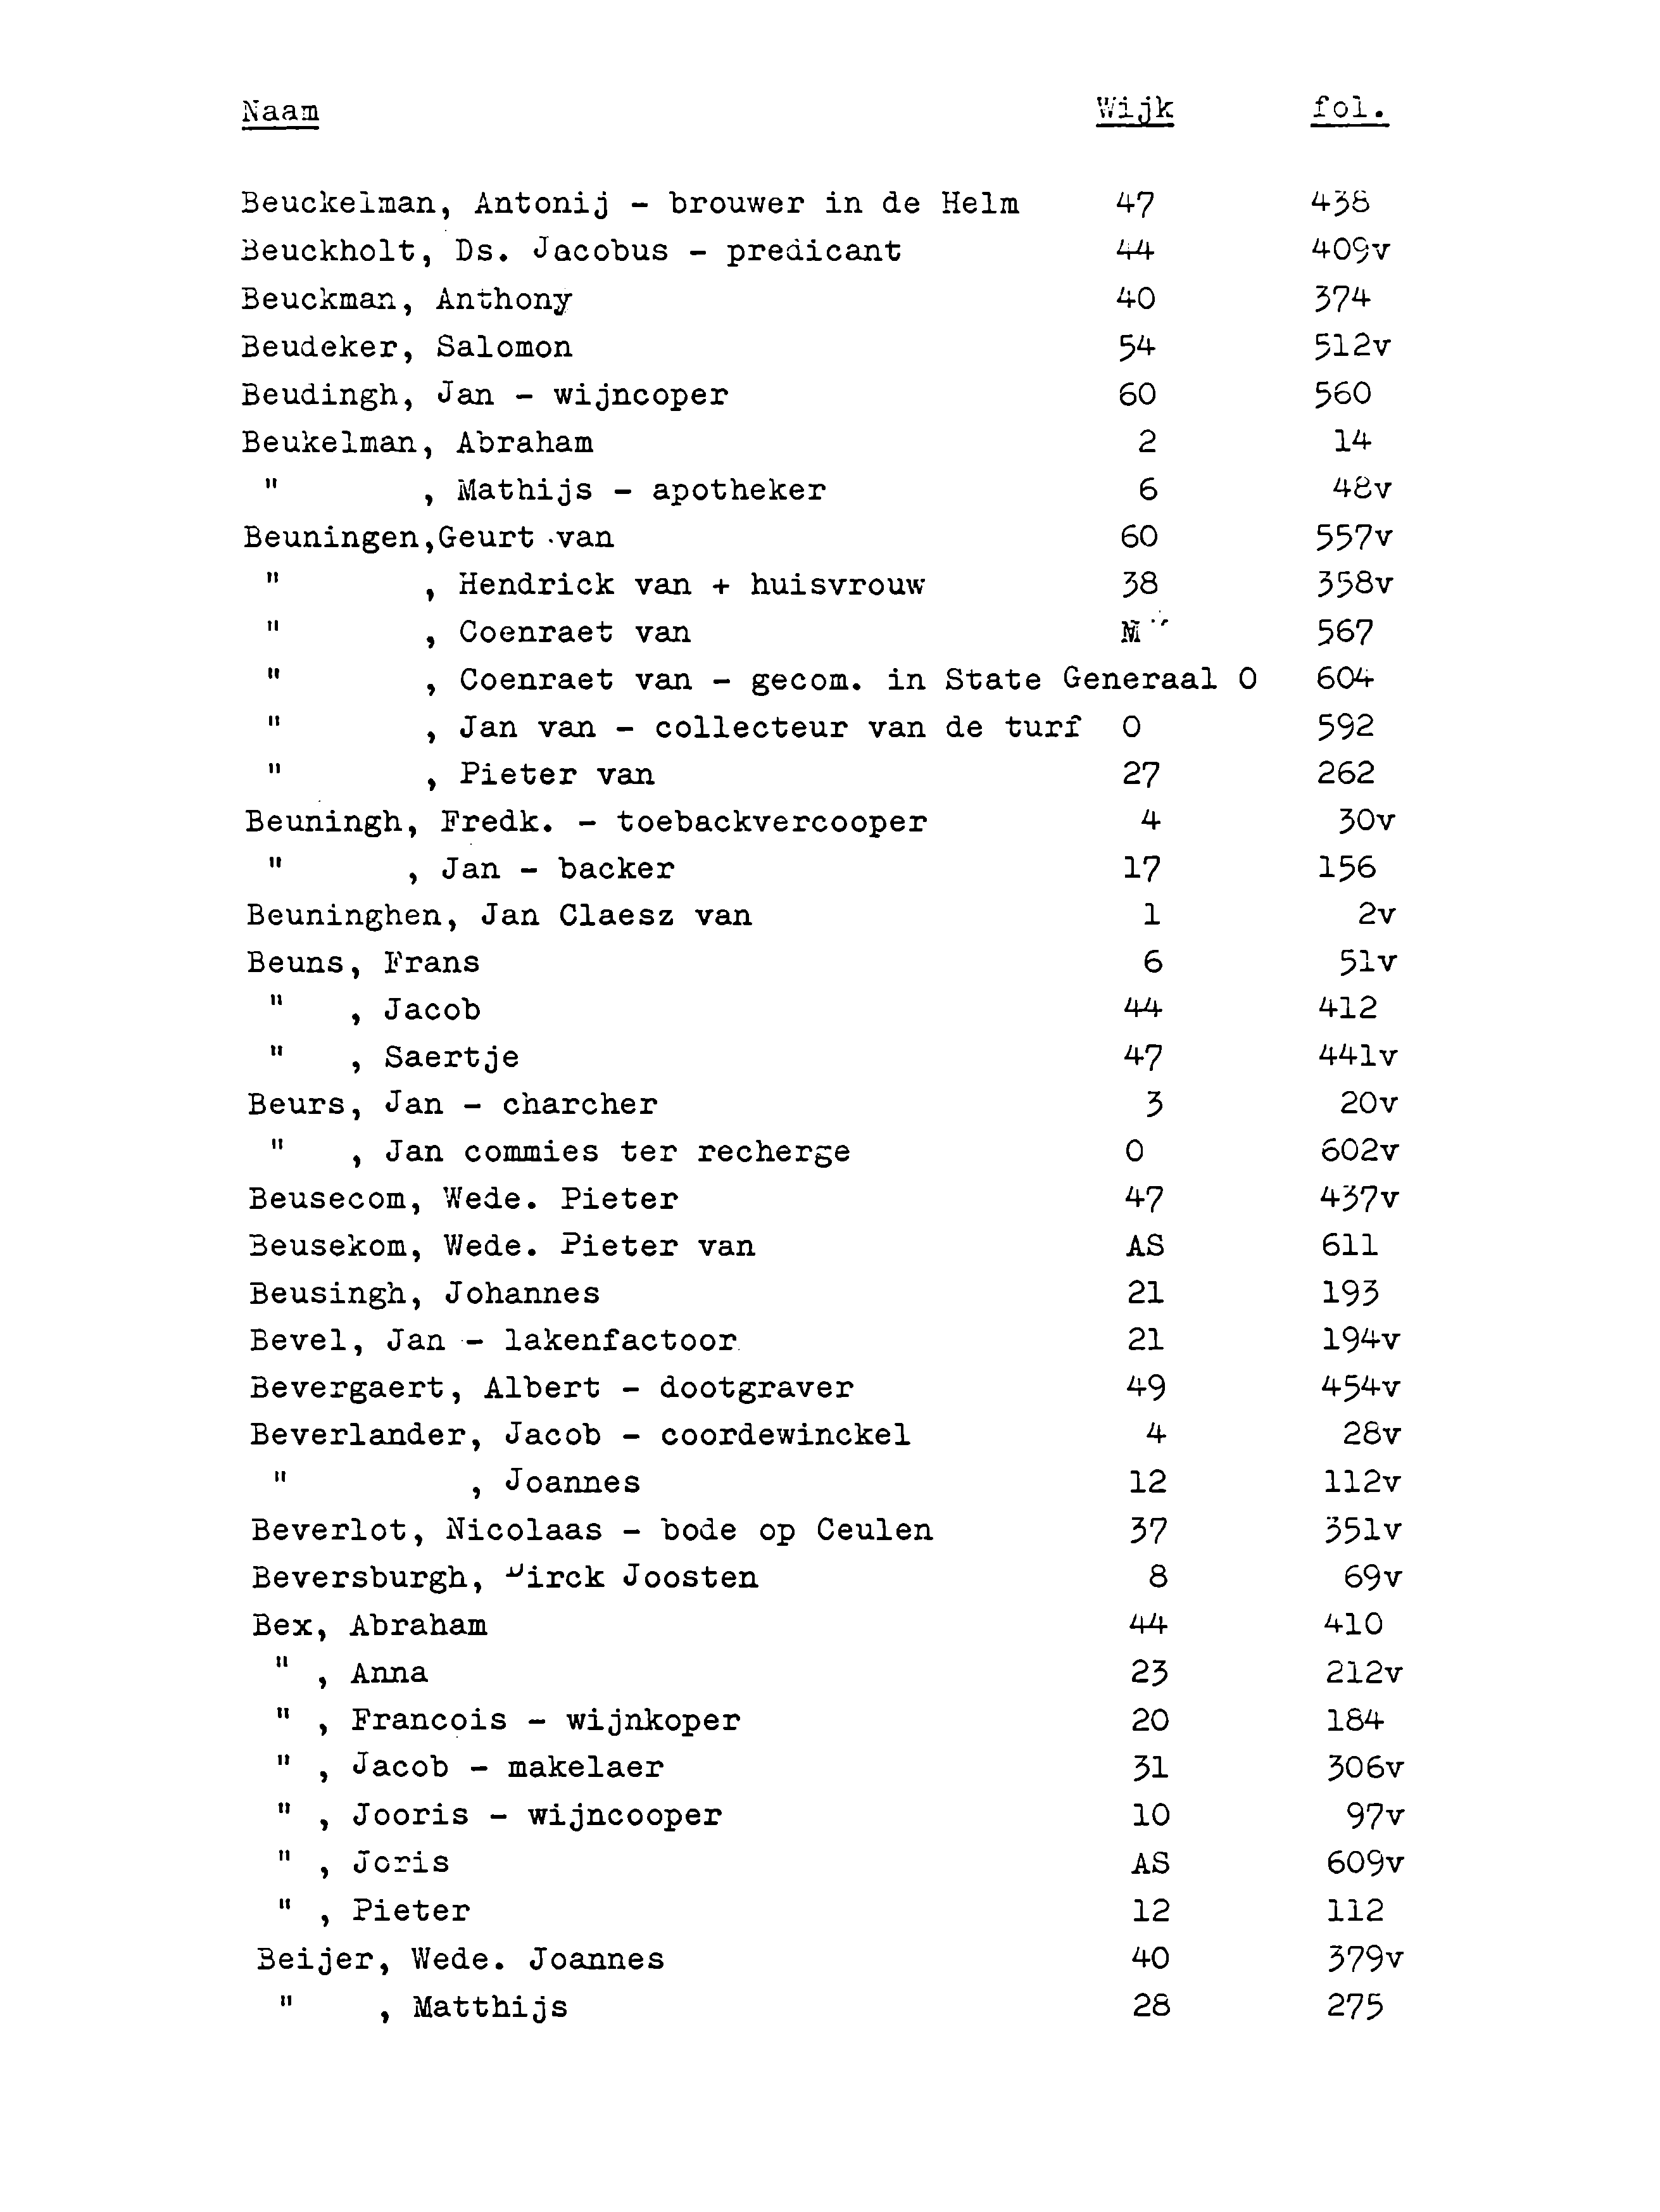 Naam Wijk fol.
Beuckelman, Antonij - brouwer in de Helm 47 438
Beuckholt, Ds. Jacobus - predicant 44 409v
Beuckman, Anthony 40 374
Beudeker, Salomon 54 512v
Beudingh, Jan - wijncoper 60 560
Beukelman, Abraham 2 14
" , Mathijs - apotheker 6 48v
Beuningen,Geurt van 60 557v
" , Hendrick van + huisvrouw 38 358v
" , Coenraet van M 567
" , Coenraet van - gecom. in State Generaal O 604
" , Jan van - collecteur van de turf O 592
" , Pieter van 27 262
Beuningh, Fredk. - toebackvercooper 4 30v
" , Jan - backer 17 156
Beuninghen, Jan Claesz van 1 2v
Beuns, Frans 6 51v
" , Jacob 44 412
" , Saertje 47 441v
Beurs, Jan - charcher 3 20v
" , Jan commies ter recherge O 602v
Beusecom, Wede. Pieter 47 437v
Beusekom, Wede. Pieter van AS 611
Beusingh, Johannes 21 193
Bevel, Jan - lakenfactoor 21 194v
Bevergaert, Albert - dootgraver 49 454v
Beverlander, Jacob - coordewinckel 4 28v
" , Joannes 12 112v
Beverlot, Nicolaas - bode op Ceulen 37 351v
Beversburgh, Dirck Joosten 8 69v
Bex, Abraham 44 410
" , Anna 23 212v
" , Francois - wijnkoper 20 184
" , Jacob - makelaer 31 306v
" , Jooris - wijncooper 10 97v
" , Joris AS 609v
" , Pieter 12 112
Beijer, Wede. Joannes 40 379v
" , Matthijs 28 275